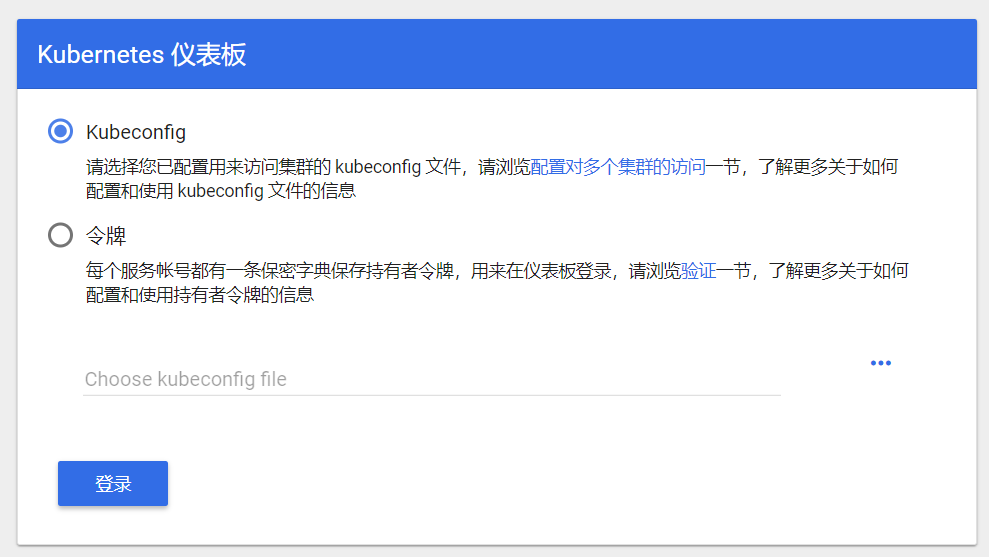 Kubernetes 仪表板
Kubeconfig
请选择您已配置用来访问集群的 kubeconfig 文件，请浏览配置对多个集群的访问一节，了解更多关于如何
配置和使用 kubeconfig 文件的信息
令牌
每个服务帐号都有一条保密字典保存持有者令牌，用来在仪表板登录，请浏览验证一节，了解更多关于如何
配置和使用持有者令牌的信息
Choose kubeconfig file
登录